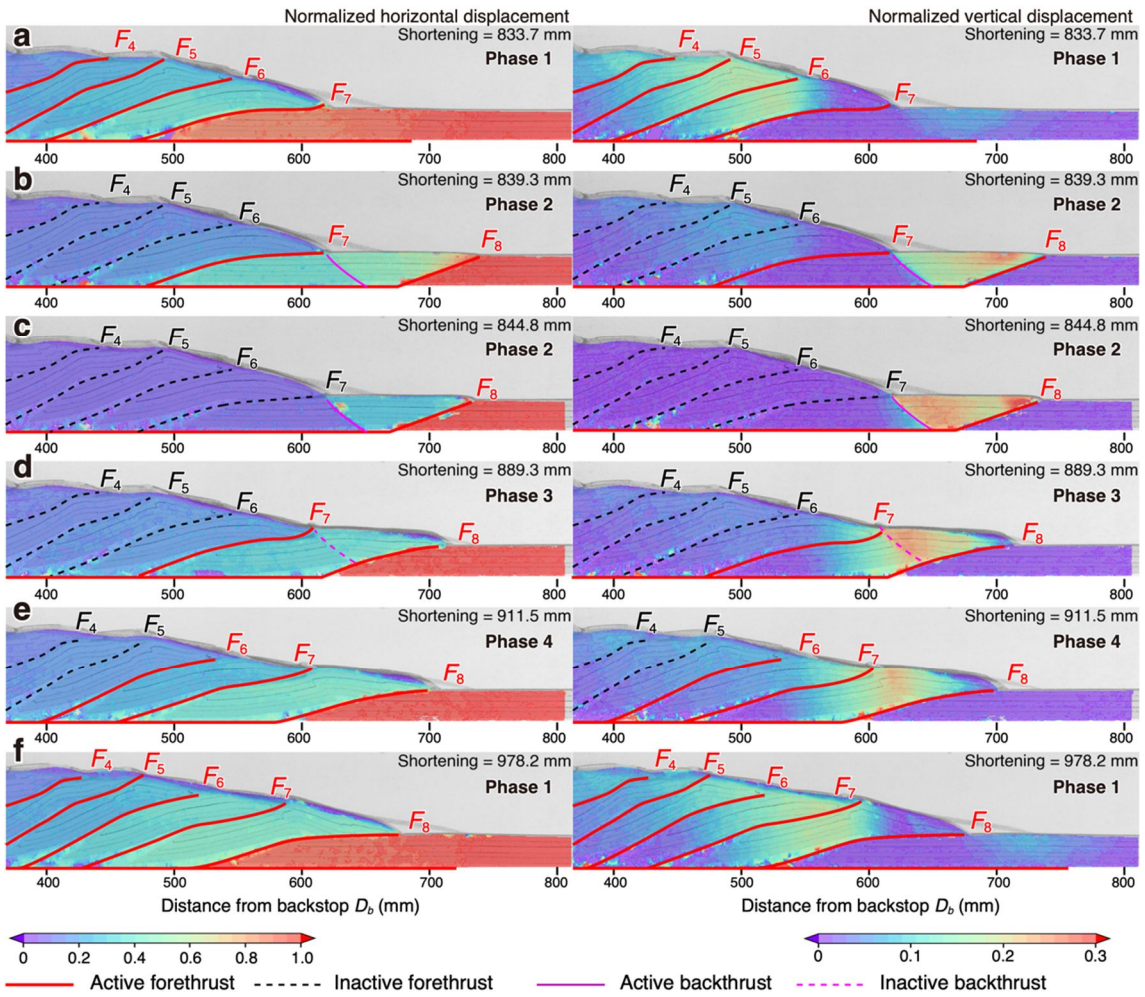 Normalized horizontal displacement
Normalized vertical displacement
a
Shortening = 833.7 mm
Phase 1
F4
F5
F6
F7
400 500 600 700 800
Shortening = 833.7 mm
Phase 1
F4
F5
F6
F7
400 500 600 700 800
b
Shortening = 839.3 mm
Phase 2
F4
F5
F6
F7
F8
400 500 600 700 800
Shortening = 839.3 mm
Phase 2
F4
F5
F6
F7
F8
400 500 600 700 800
c
Shortening = 844.8 mm
Phase 2
F4
F5
F6
F7
F8
400 500 600 700 800
Shortening = 844.8 mm
Phase 2
F4
F5
F6
F7
F8
400 500 600 700 800
d
Shortening = 889.3 mm
Phase 3
F4
F5
F6
F7
F8
400 500 600 700 800
Shortening = 889.3 mm
Phase 3
F4
F5
F6
F7
F8
400 500 600 700 800
e
Shortening = 911.5 mm
Phase 4
F4
F5
F6
F7
F8
400 500 600 700 800
Shortening = 911.5 mm
Phase 4
F4
F5
F6
F7
F8
400 500 600 700 800
f
Shortening = 978.2 mm
Phase 1
F4
F5
F6
F7
F8
400 500 600 700 800
Shortening = 978.2 mm
Phase 1
F4
F5
F6
F7
F8
400 500 600 700 800
Distance from backstop Db (mm)
Distance from backstop Db (mm)
0 0.2 0.4 0.6 0.8 1.0
0 0.1 0.2 0.3
Active forethrust
Inactive forethrust
Active backthrust
Inactive backthrust